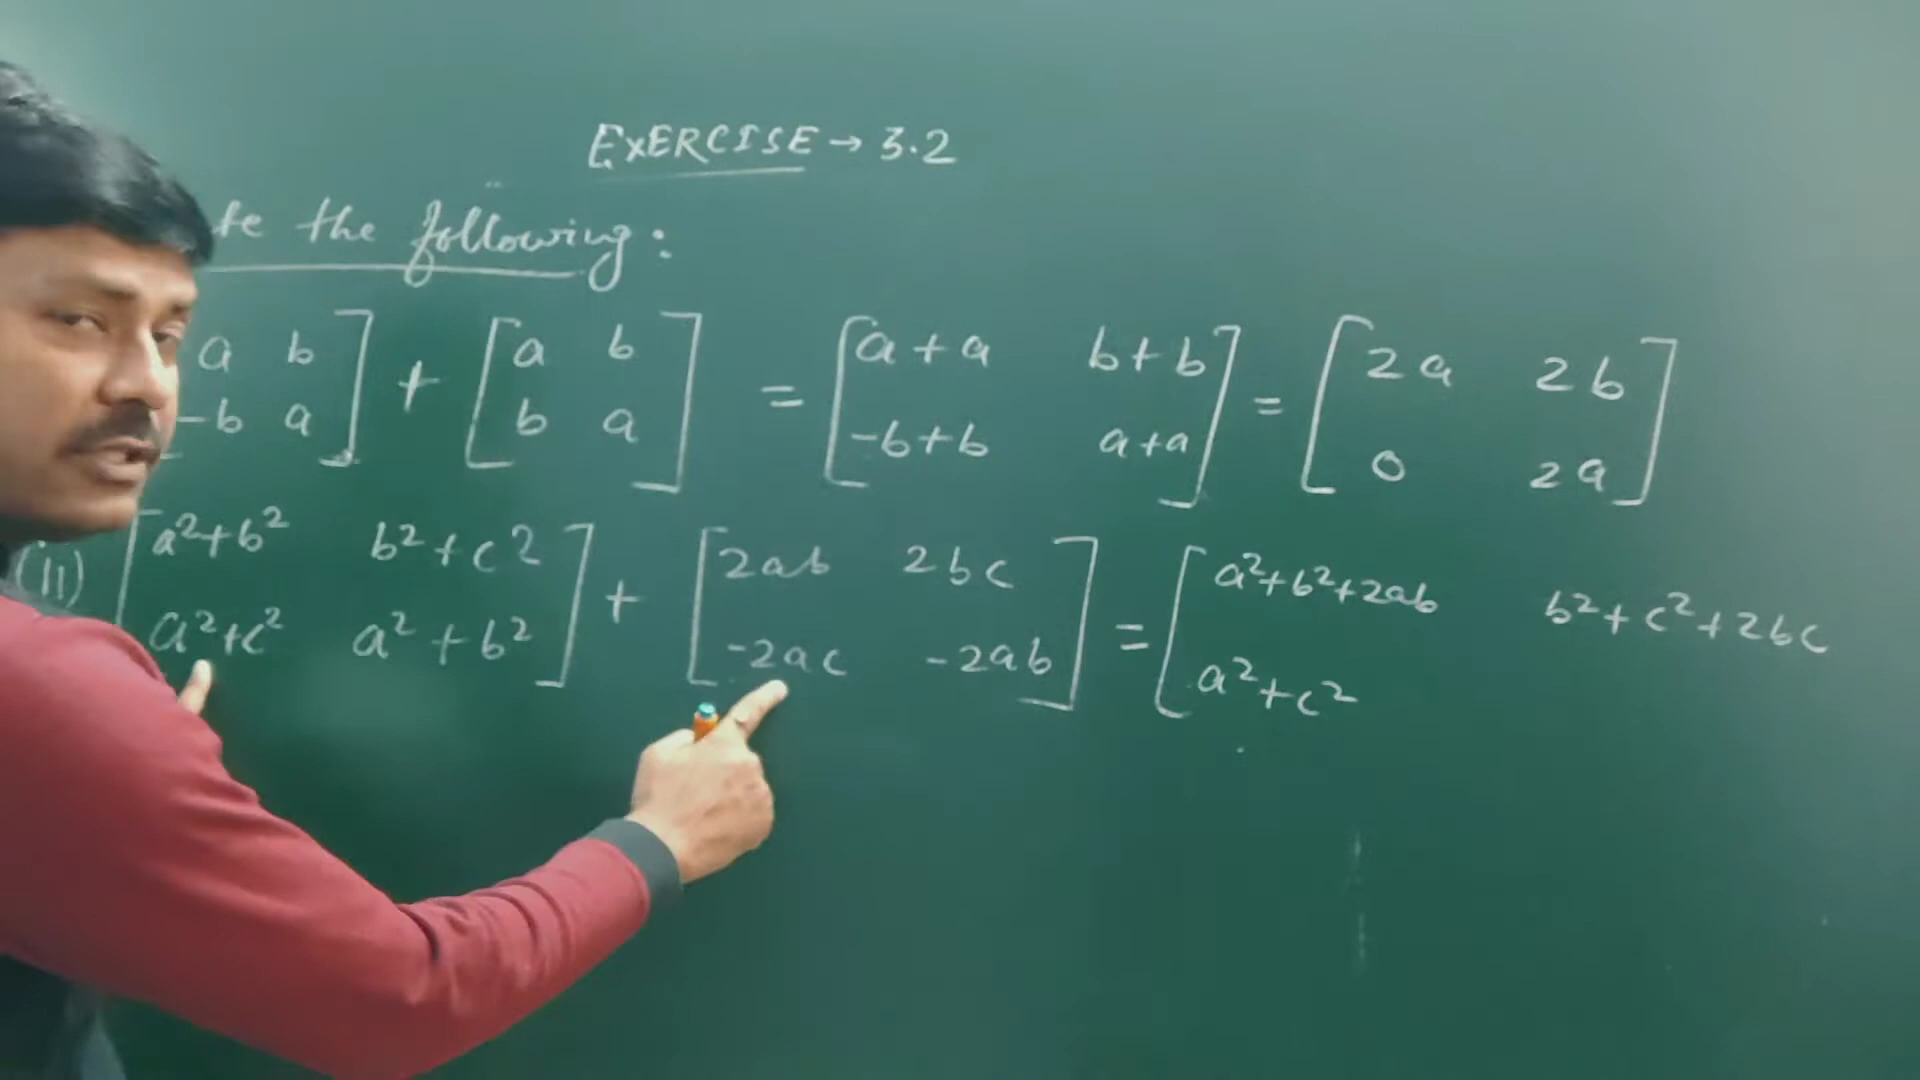 EXERCISE → 3.2
te the following:
a b -b a ] + [ a b b a ] = [ a+a b+b -b+b a+a ] = [ 2a 2b 0 2a ]
(ii) [ a²+b² b²+c² a²+c² a²+b² ] + [ 2ab 2bc -2ac -2ab ] = [ a²+b²+2ab b²+c²+2bc a²+c²